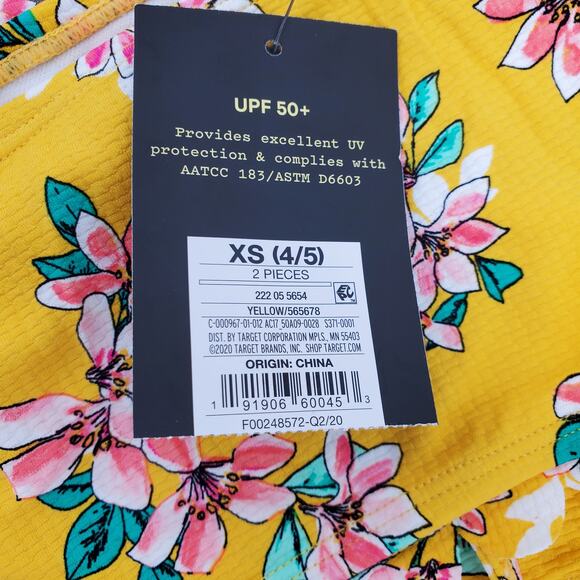 UPF 50+
Provides excellent UV
protection & complies with
AATCC 183/ASTM D6603
XS (4/5)
2 PIECES
222 05 5654
YELLOW/565678
C-000967-01-012 AC17_50A09-0028 S371-0001
DIST. BY TARGET CORPORATION MPLS., MN 55403
©2020 TARGET BRANDS, INC. SHOP TARGET.COM
ORIGIN: CHINA
1 91906 60045 3
F00248572-Q2/20